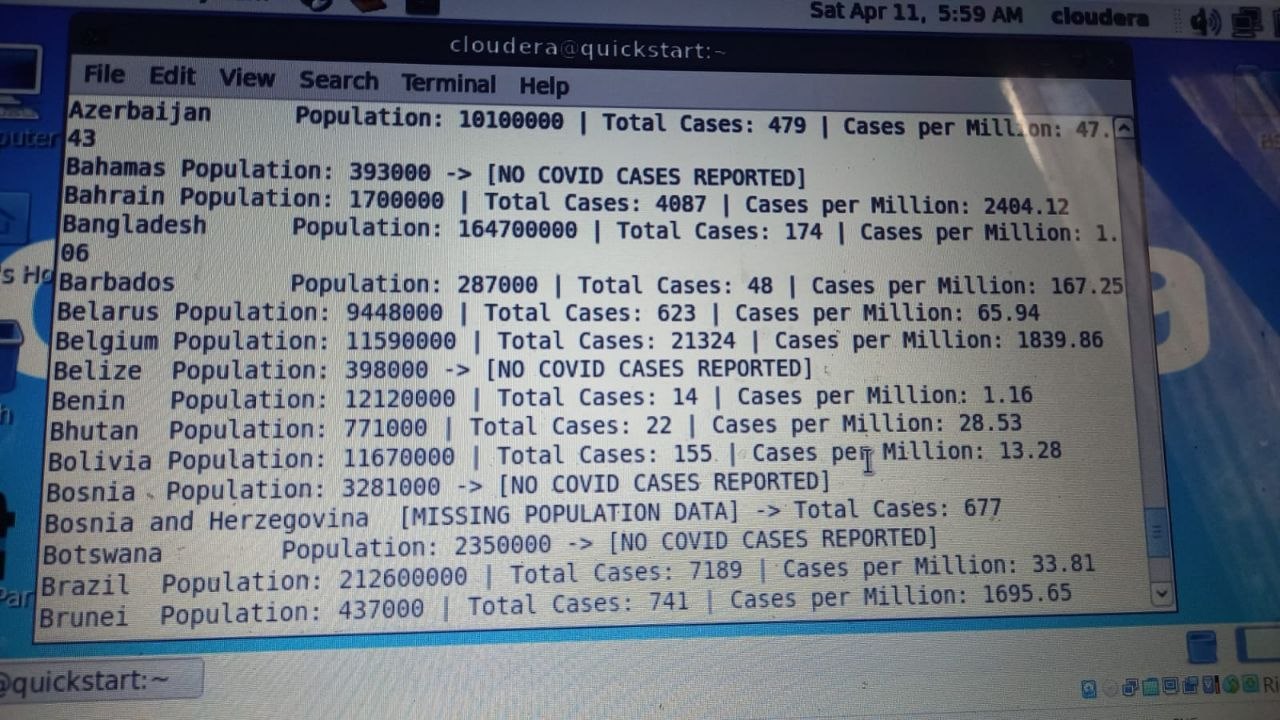 Sat Apr 11, 5:59 AM cloudera
cloudera@quickstart:~
File Edit View Search Terminal Help
Azerbaijan Population: 10100000 | Total Cases: 479 | Cases per Million: 47.
43
Bahamas Population: 393000 -> [NO COVID CASES REPORTED]
Bahrain Population: 1700000 | Total Cases: 4087 | Cases per Million: 2404.12
Bangladesh Population: 164700000 | Total Cases: 174 | Cases per Million: 1.
06
Barbados Population: 287000 | Total Cases: 48 | Cases per Million: 167.25
Belarus Population: 9448000 | Total Cases: 623 | Cases per Million: 65.94
Belgium Population: 11590000 | Total Cases: 21324 | Cases per Million: 1839.86
Belize Population: 398000 -> [NO COVID CASES REPORTED]
Benin Population: 12120000 | Total Cases: 14 | Cases per Million: 1.16
Bhutan Population: 771000 | Total Cases: 22 | Cases per Million: 28.53
Bolivia Population: 11670000 | Total Cases: 155 | Cases per Million: 13.28
Bosnia Population: 3281000 -> [NO COVID CASES REPORTED]
Bosnia and Herzegovina [MISSING POPULATION DATA] -> Total Cases: 677
Botswana Population: 2350000 -> [NO COVID CASES REPORTED]
Brazil Population: 212600000 | Total Cases: 7189 | Cases per Million: 33.81
Brunei Population: 437000 | Total Cases: 741 | Cases per Million: 1695.65
@quickstart:~